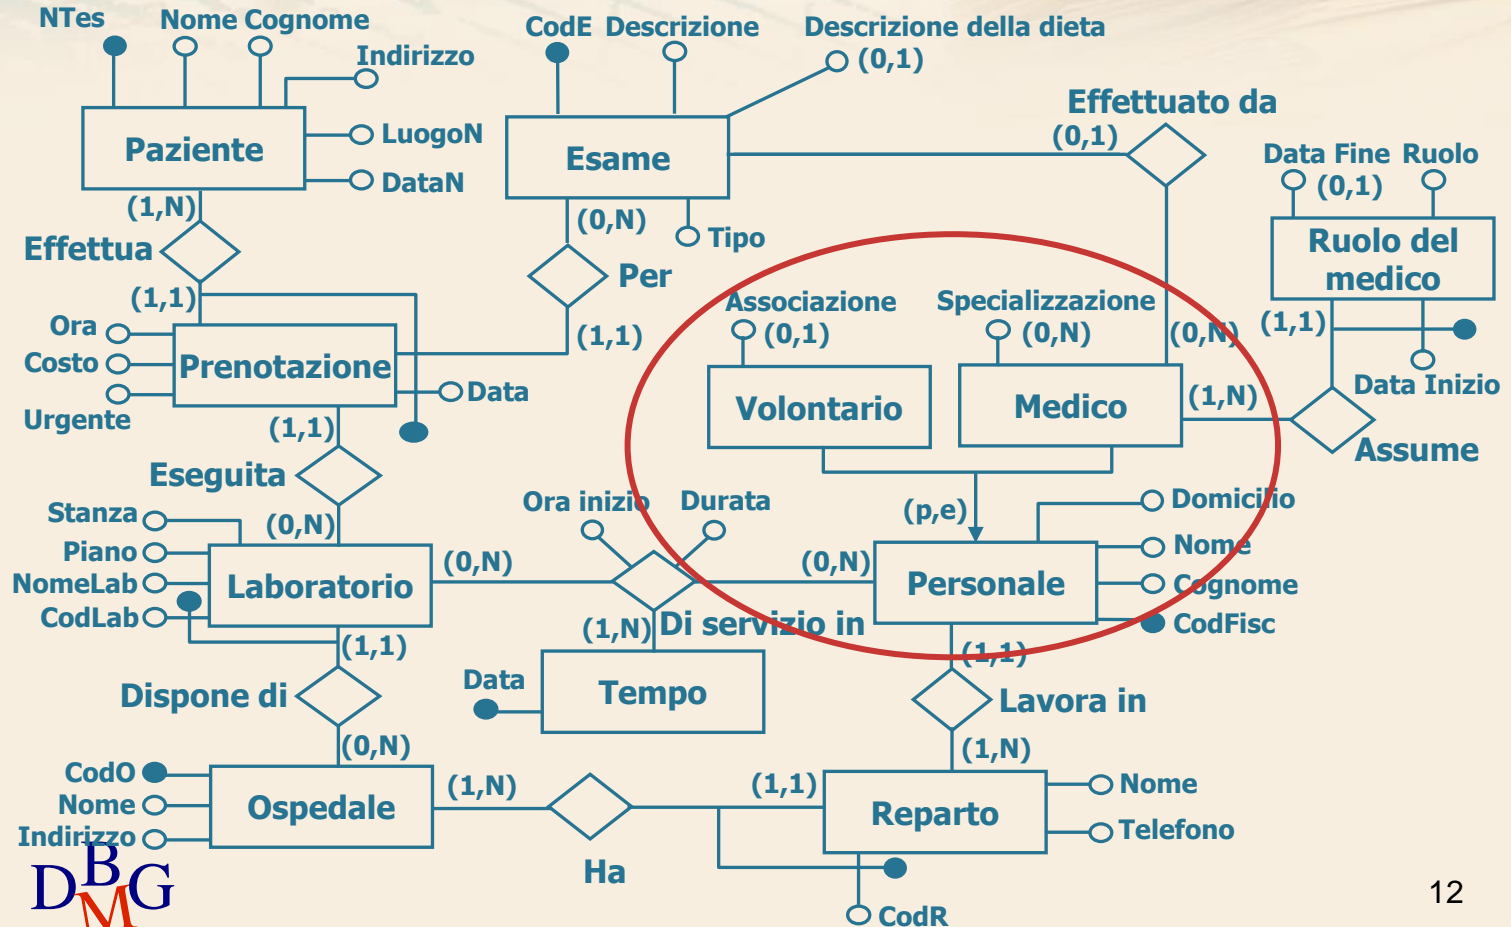 NTes
Nome Cognome
Indirizzo
Paziente
LuogoN
DataN
(1,N)
Effettua
(1,1)
CodE Descrizione
Descrizione della dieta
(0,1)
Esame
Tipo
(0,N)
Per
(1,1)
Effettuato da
(0,1)
(0,N)
Data Fine Ruolo
(0,1)
Ruolo del
medico
(1,1)
Data Inizio
Assume
(1,N)
Ora
Costo
Urgente
Prenotazione
Data
(1,1)
Eseguita
(0,N)
Associazione
(0,1)
Volontario
Specializzazione
(0,N)
Medico
(p,e)
Stanza
Piano
NomeLab
CodLab
Laboratorio
(0,N)
Ora inizio
Durata
(0,N)
Di servizio in
(1,N)
Data
Tempo
Personale
Domicilio
Nome
Cognome
CodFisc
(1,1)
Lavora in
(1,N)
(1,1)
Dispone di
(0,N)
CodO
Nome
Indirizzo
Ospedale
(1,N)
Ha
(1,1)
Reparto
Nome
Telefono
CodR
DBMG
12